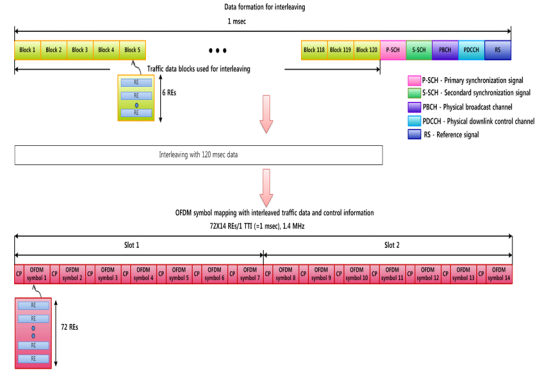 Data formation for interleaving
1 msec
Block 1 Block 2 Block 3 Block 4 Block 5 Block 118 Block 119 Block 120 P-SCH S-SCH PBCH PDCCH RS
Traffic data blocks used for interleaving
RE
RE
RE
6 REs
P-SCH - Primary synchronization signal
S-SCH - Secondard synchronization signal
PBCH - Physical broadcast channel
PDCCH - Physical downlink control channel
RS - Reference signal
Interleaving with 120 msec data
OFDM symbol mapping with interleaved traffic data and control information
72X14 REs/1 TTI (=1 msec), 1.4 MHz
Slot 1 Slot 2
CP OFDM symbol 1 CP OFDM symbol 2 CP OFDM symbol 3 CP OFDM symbol 4 CP OFDM symbol 5 CP OFDM symbol 6 CP OFDM symbol 7 CP OFDM symbol 8 CP OFDM symbol 9 CP OFDM symbol 10 CP OFDM symbol 11 CP OFDM symbol 12 CP OFDM symbol 13 CP OFDM symbol 14
RE
RE
RE
RE
72 REs